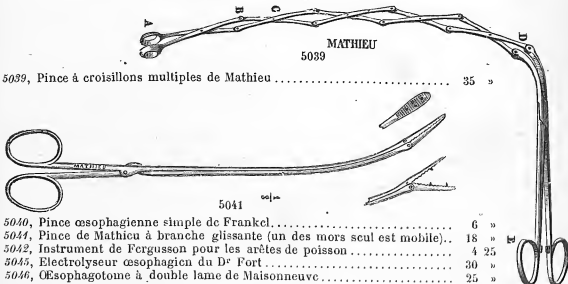 A
B
C
D
MATHIEU
5039
5039, Pince à croisillons multiples de Mathieu 35 »
MATHIEU
5041
E
5040, Pince œsophagienne simple de Frankel 6 »
5041, Pince de Mathieu à branche glissante (un des mors seul est mobile) 18 »
5042, Instrument de Fergusson pour les arêtes de poisson 4 25
5045, Electrolyseur œsophagien du Dr Fort 30 »
5046, Œsophagotome à double lame de Maisonneuve 25 »